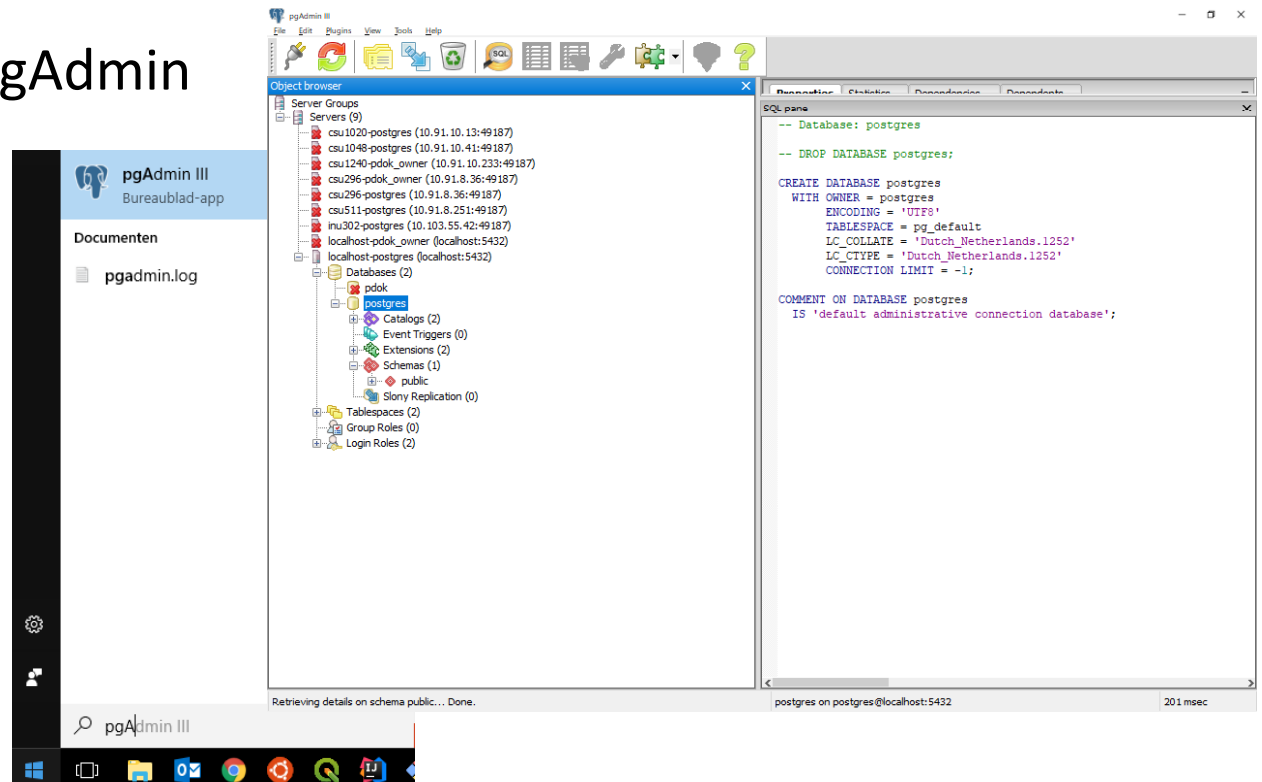 gAdmin
pgAdmin III
Bureaublad-app
Documenten
pgadmin.log
pgAdmin III
pgAdmin III
File Edit Plugins View Tools Help
SQL
Object browser
Server Groups
Servers (9)
csu1020-postgres (10.91.10.13:49187)
csu1048-postgres (10.91.10.41:49187)
csu1240-pdok_owner (10.91.10.233:49187)
csu296-pdok_owner (10.91.8.36:49187)
csu296-postgres (10.91.8.36:49187)
csu511-postgres (10.91.8.251:49187)
inu302-postgres (10.103.55.42:49187)
localhost-pdok_owner (localhost:5432)
localhost-postgres (localhost:5432)
Databases (2)
pdok
postgres
Catalogs (2)
Event Triggers (0)
Extensions (2)
Schemas (1)
public
Slony Replication (0)
Tablespaces (2)
Group Roles (0)
Login Roles (2)
Properties Statistics Dependencies Dependents
SQL pane
-- Database: postgres
-- DROP DATABASE postgres;
CREATE DATABASE postgres
WITH OWNER = postgres
ENCODING = 'UTF8'
TABLESPACE = pg_default
LC_COLLATE = 'Dutch_Netherlands.1252'
LC_CTYPE = 'Dutch_Netherlands.1252'
CONNECTION LIMIT = -1;
COMMENT ON DATABASE postgres
IS 'default administrative connection database';
Retrieving details on schema public... Done.
postgres on postgres@localhost:5432
201 msec